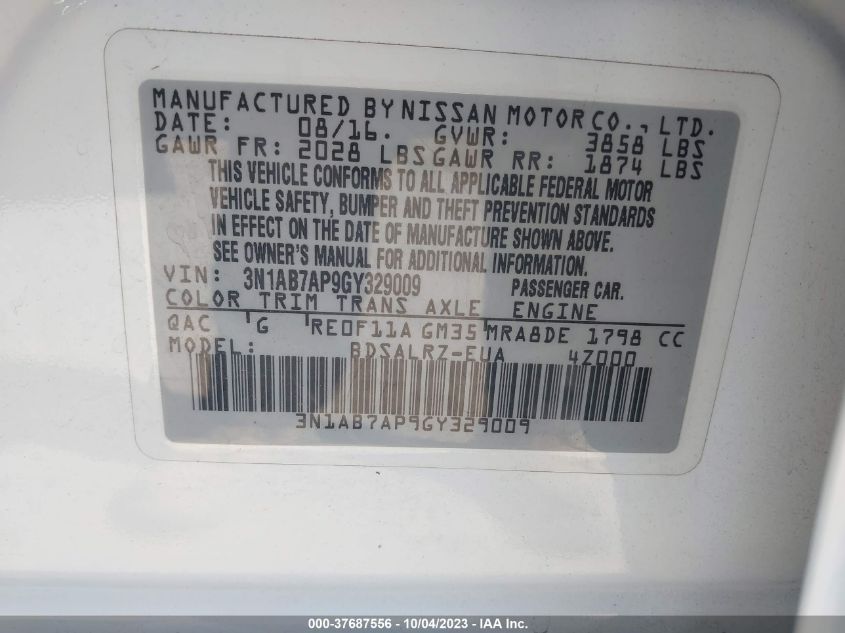 MANUFACTURED BY NISSAN MOTOR CO., LTD.
DATE: 08/16. GVWR: 3858 LBS
GAWR FR: 2028 LBS GAWR RR: 1874 LBS
THIS VEHICLE CONFORMS TO ALL APPLICABLE FEDERAL MOTOR
VEHICLE SAFETY, BUMPER AND THEFT PREVENTION STANDARDS
IN EFFECT ON THE DATE OF MANUFACTURE SHOWN ABOVE.
SEE OWNER'S MANUAL FOR ADDITIONAL INFORMATION.
VIN: 3N1AB7AP9GY329009 PASSENGER CAR.
COLOR TRIM TRANS AXLE ENGINE
QAC G RE0F11A GM35 MRA8DE 1798 CC
MODEL: BDSALRZ-EUA 4Z000
3N1AB7AP9GY329009
000-37687556 - 10/04/2023 - IAA Inc.